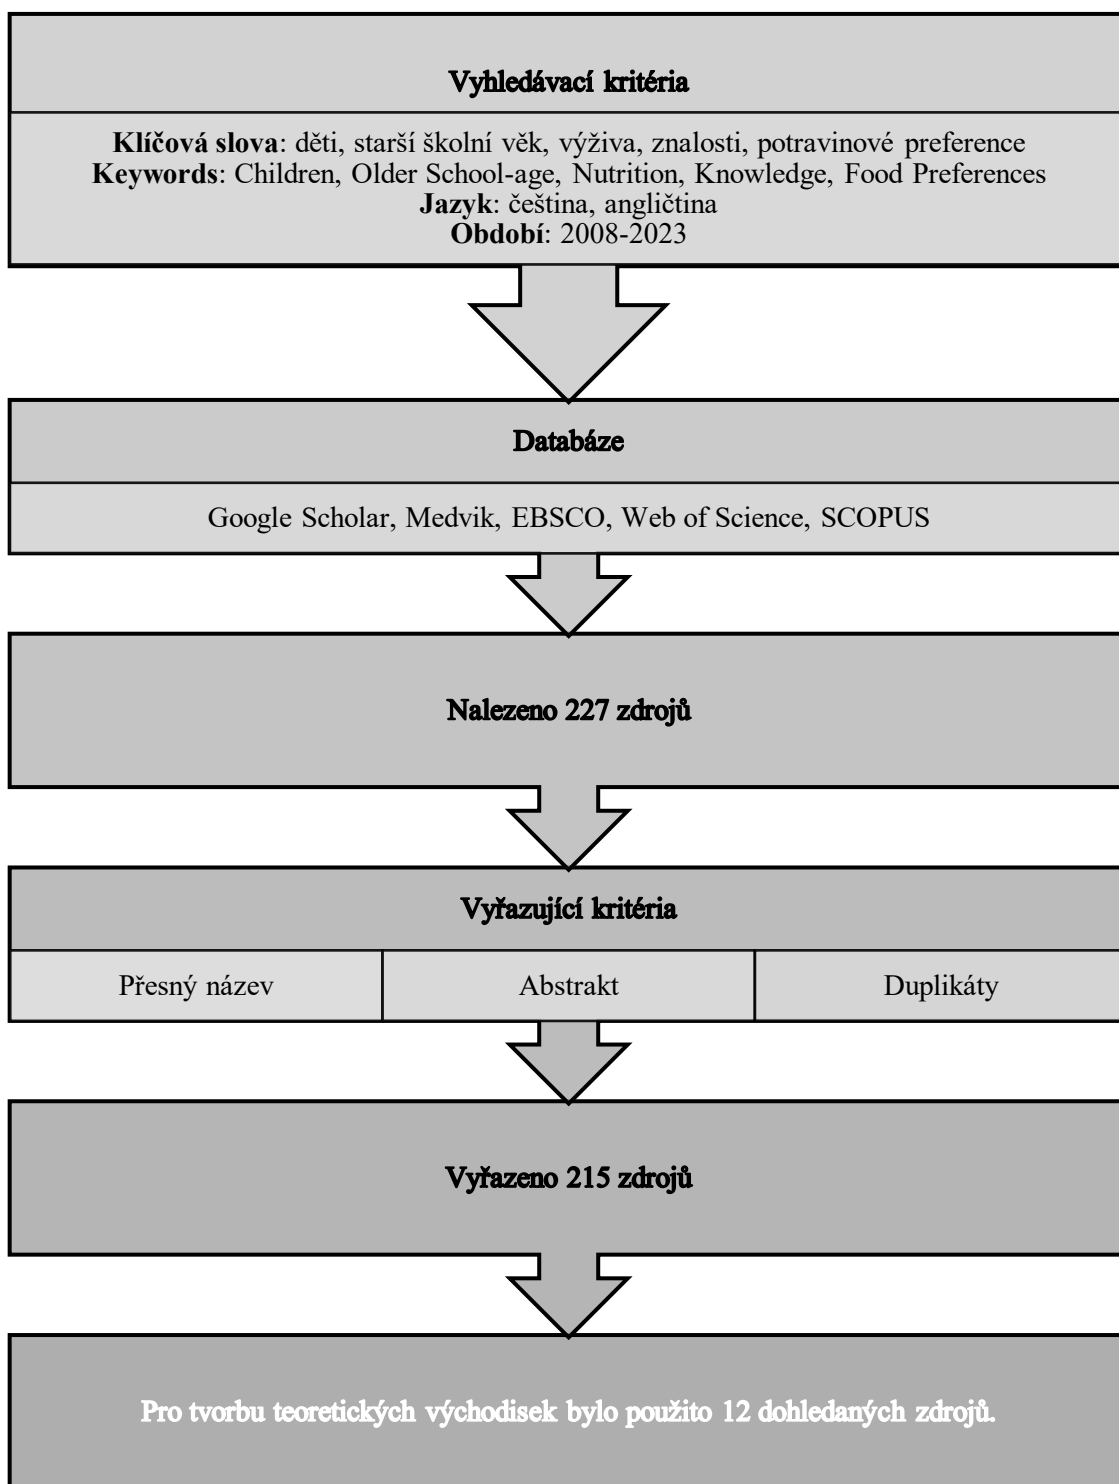 Vyhledávací kritéria
Klíčová slova: děti, starší školní věk, výživa, znalosti, potravinové preference
Keywords: Children, Older School-age, Nutrition, Knowledge, Food Preferences
Jazyk: čeština, angličtina
Období: 2008-2023
Databáze
Google Scholar, Medvik, EBSCO, Web of Science, SCOPUS
Nalezeno 227 zdrojů
Vyřazující kritéria
Přesný název
Abstrakt
Duplikáty
Vyřazeno 215 zdrojů
Pro tvorbu teoretických východisek bylo použito 12 dohledaných zdrojů.